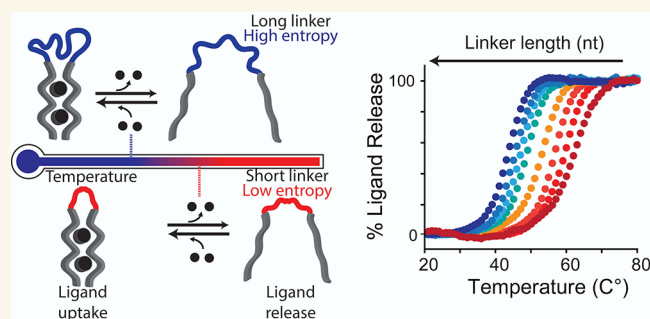 Long linker
High entropy
Temperature
Short linker
Low entropy
Ligand
uptake
Ligand
release
Linker length (nt)
% Ligand Release
100
0
20 40 60 80
Temperature (C°)